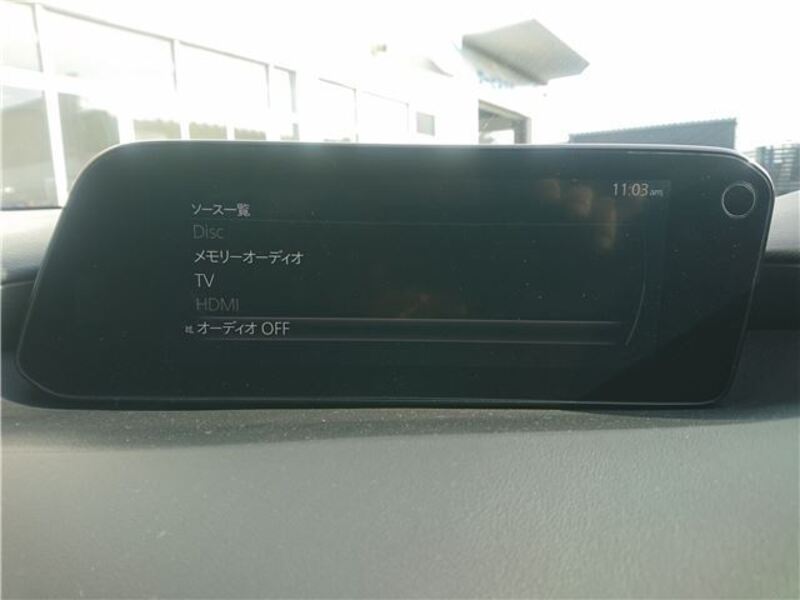 11:03 am
ソース一覧
Disc
メモリーオーディオ
TV
HDMI
オーディオ OFF